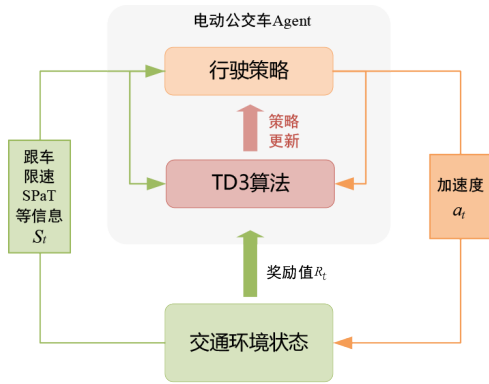 电动公交车Agent
行驶策略
策略
更新
TD3算法
跟车
限速
SPaT
等信息
Sₜ
加速度
aₜ
奖励值Rₜ
交通环境状态